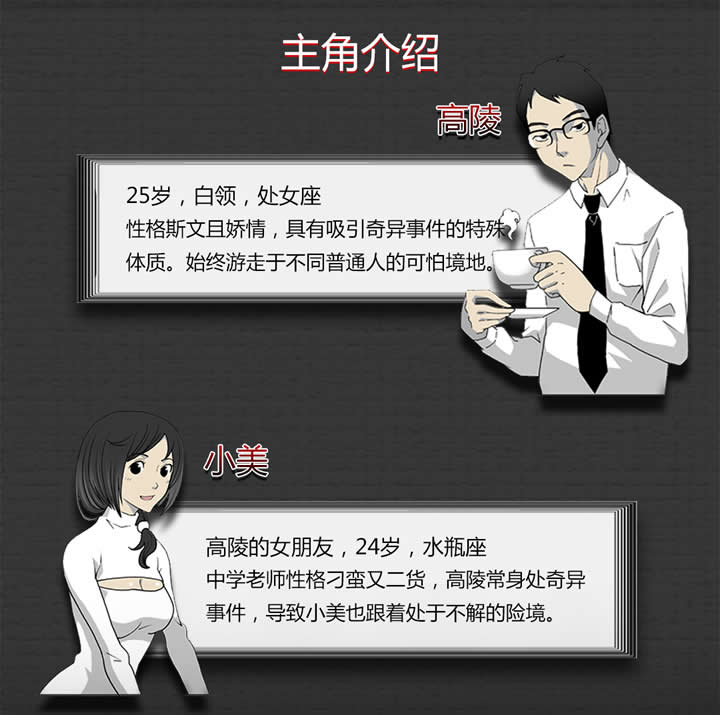 主角介绍
高陵
25岁，白领，处女座
性格斯文且娇情，具有吸引奇异事件的特殊
体质。始终游走于不同普通人的可怕境地。
小美
高陵的女朋友，24岁，水瓶座
中学老师性格刁蛮又二货，高陵常身处奇异
事件，导致小美也跟着处于不解的险境。